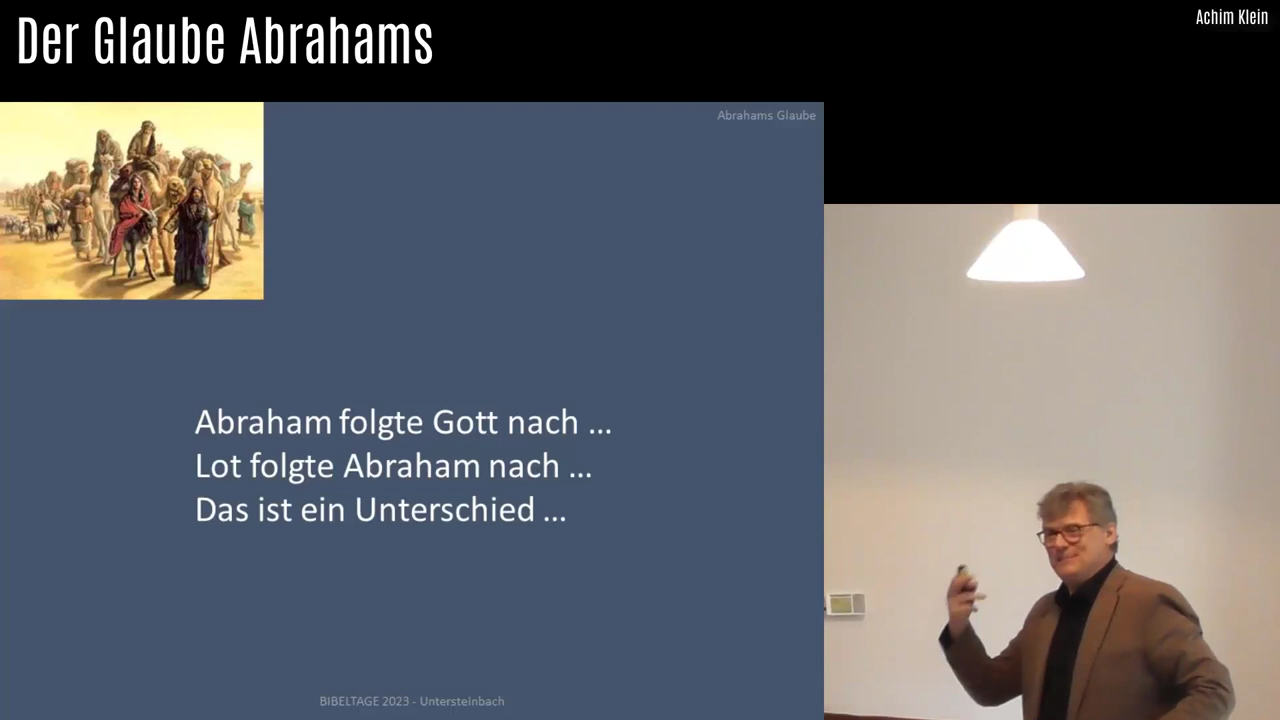 Der Glaube Abrahams
Achim Klein
Abrahams Glaube
Abraham folgte Gott nach ...
Lot folgte Abraham nach ...
Das ist ein Unterschied ...
BIBELTAGE 2023 - Untersteinbach